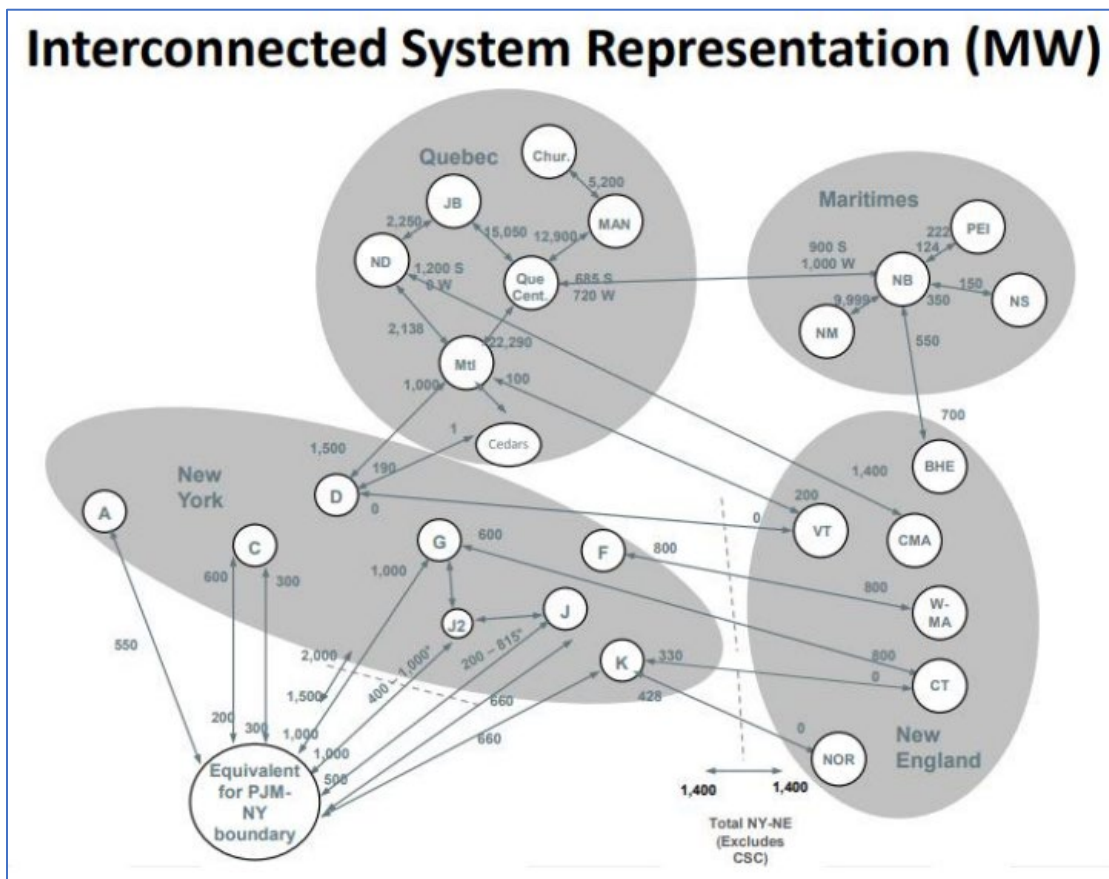 Interconnected System Representation (MW)
Quebec
Chur.
5,200
JB
MAN
2,250
15,050
12,900
ND
1,200 S
0 W
Que
Cent.
685 S
720 W
2,138
22,290
Mtl
1,000
100
1
Cedars
Maritimes
PEI
222
124
900 S
1,000 W
NB
150
NS
9,999
350
NM
550
700
New
York
1,500
190
D
0
A
C
G
600
F
800
600
300
1,000
J2
J
550
2,000
400 – 1,000"
200 – 815"
K
330
428
1,500
660
200
300
1,000
1,000
660
500
Equivalent
for PJM-
NY
boundary
BHE
1,400
200
0
VT
CMA
800
W-
MA
800
0
CT
0
NOR
New
England
1,400
1,400
Total NY-NE
(Excludes
CSC)